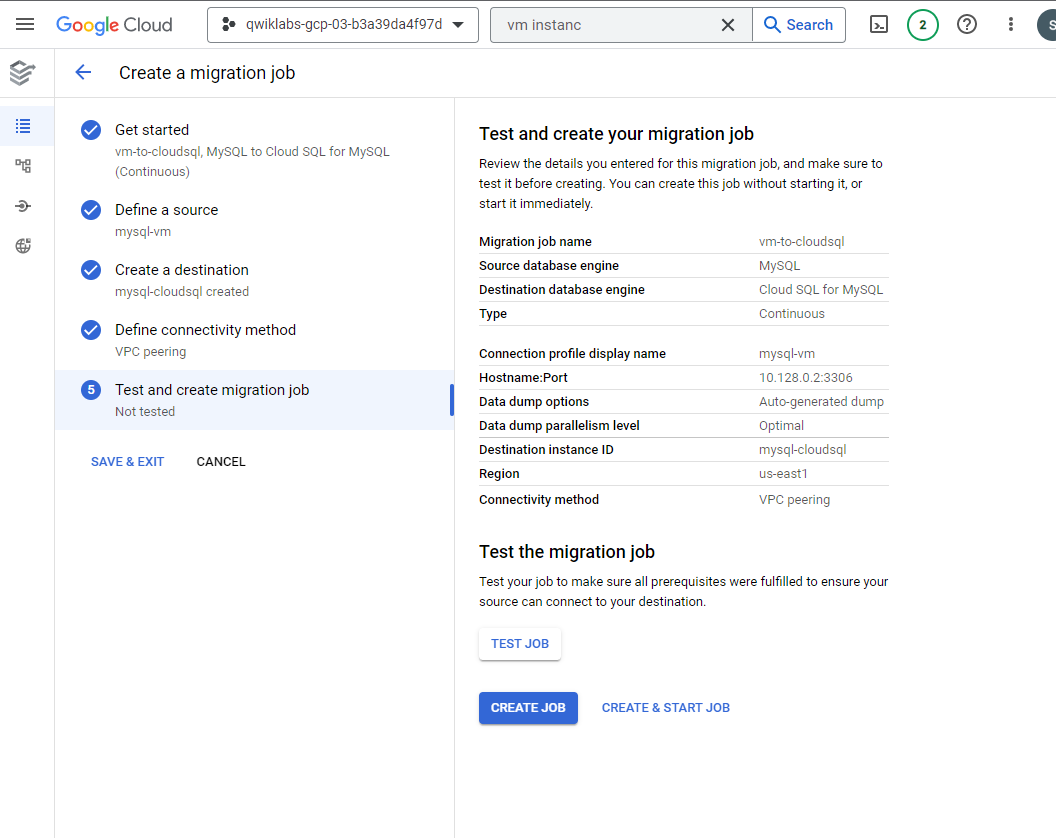 Google Cloud
qwiklabs-gcp-03-b3a39da4f97d
vm instanc
Search
2
S
Create a migration job
Get started
vm-to-cloudsql, MySQL to Cloud SQL for MySQL
(Continuous)
Define a source
mysql-vm
Create a destination
mysql-cloudsql created
Define connectivity method
VPC peering
5 Test and create migration job
Not tested
SAVE & EXIT CANCEL
Test and create your migration job
Review the details you entered for this migration job, and make sure to
test it before creating. You can create this job without starting it, or
start it immediately.
Migration job name vm-to-cloudsql
Source database engine MySQL
Destination database engine Cloud SQL for MySQL
Type Continuous
Connection profile display name mysql-vm
Hostname:Port 10.128.0.2:3306
Data dump options Auto-generated dump
Data dump parallelism level Optimal
Destination instance ID mysql-cloudsql
Region us-east1
Connectivity method VPC peering
Test the migration job
Test your job to make sure all prerequisites were fulfilled to ensure your
source can connect to your destination.
TEST JOB
CREATE JOB CREATE & START JOB